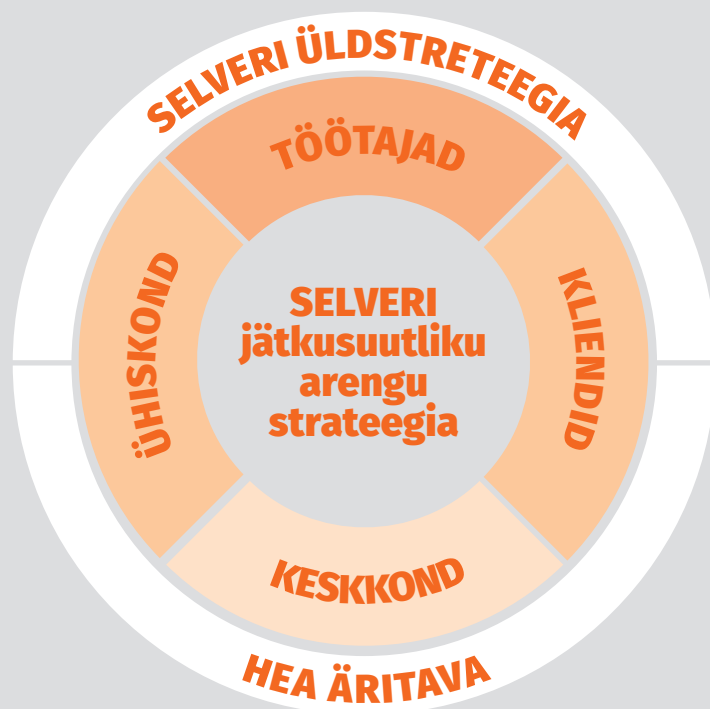 SELVERI ÜLDSTRETEEGIA
TÖÖTAJAD
ÜHISKOND
SELVERI
jätkusuutliku
arengu
strateegia
KLIENDID
KESKKOND
HEA ÄRITAVA